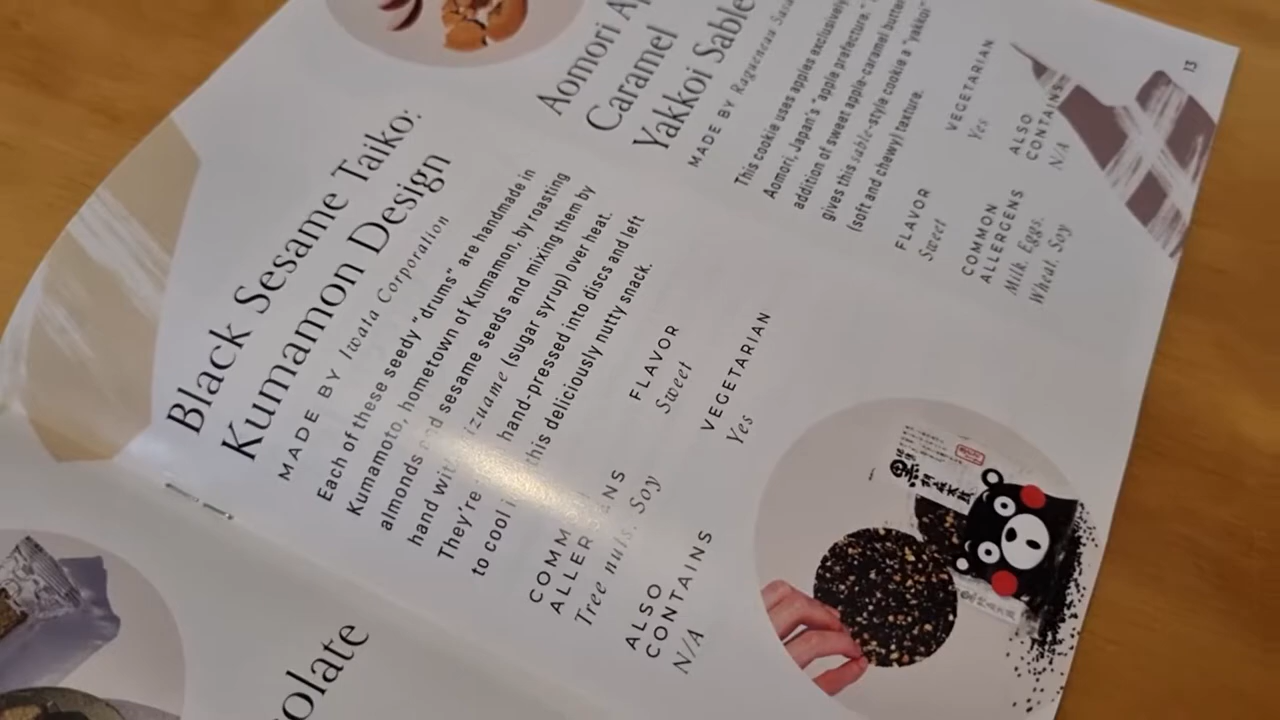 Black Sesame Taiko:
Kumamon Design
MADE BY Iwata Corporation
Each of these seedy "drums" are handmade in
Kumamoto, hometown of Kumamon, by roasting
almonds and sesame seeds and mixing them by
hand with (sugar syrup) over heat.
They're hand-pressed into discs and left
to cool this deliciously nutty snack.
FLAVOR
Sweet
VEGETARIAN
Yes
COMM
ALLER ANS
Tree nuts, Soy
ALSO
CONTAINS
N/A
Aomori
Caramel
Yakkoi Sable
MADE BY Ragueneau
This cookie uses apples exclusively
Aomori, Japan's "apple prefecture."
addition of sweet apple-caramel butter
gives this sable-style cookie a "yakkoi"
(soft and chewy) texture.
FLAVOR
Sweet
VEGETARIAN
Yes
COMMON
ALLERGENS
Milk, Eggs,
Wheat, Soy
ALSO
CONTAINS
N/A
13
olate